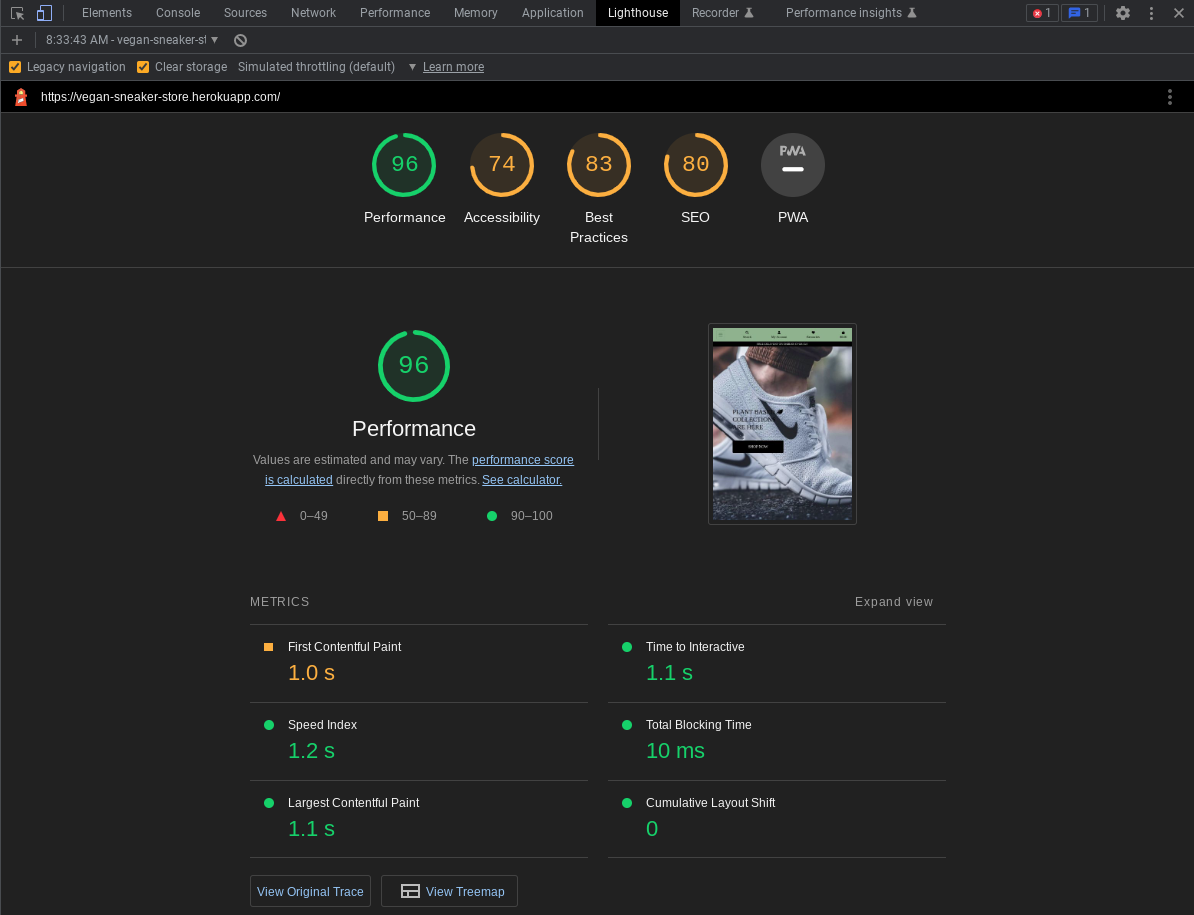 Elements Console Sources Network Performance Memory Application Lighthouse Recorder Performance insights 1 1
8:33:43 AM - vegan-sneaker-st
Legacy navigation Clear storage Simulated throttling (default) Learn more
https://vegan-sneaker-store.herokuapp.com/
96 74 83 80 PWA
Performance Accessibility Best Practices SEO PWA
96
Performance
Values are estimated and may vary. The performance score
is calculated directly from these metrics. See calculator.
0–49 50–89 90–100
PLANT BASED
COLLECTIONS
ARE HERE
SHOP NOW
METRICS Expand view
First Contentful Paint Time to Interactive
1.0 s 1.1 s
Speed Index Total Blocking Time
1.2 s 10 ms
Largest Contentful Paint Cumulative Layout Shift
1.1 s 0
View Original Trace View Treemap